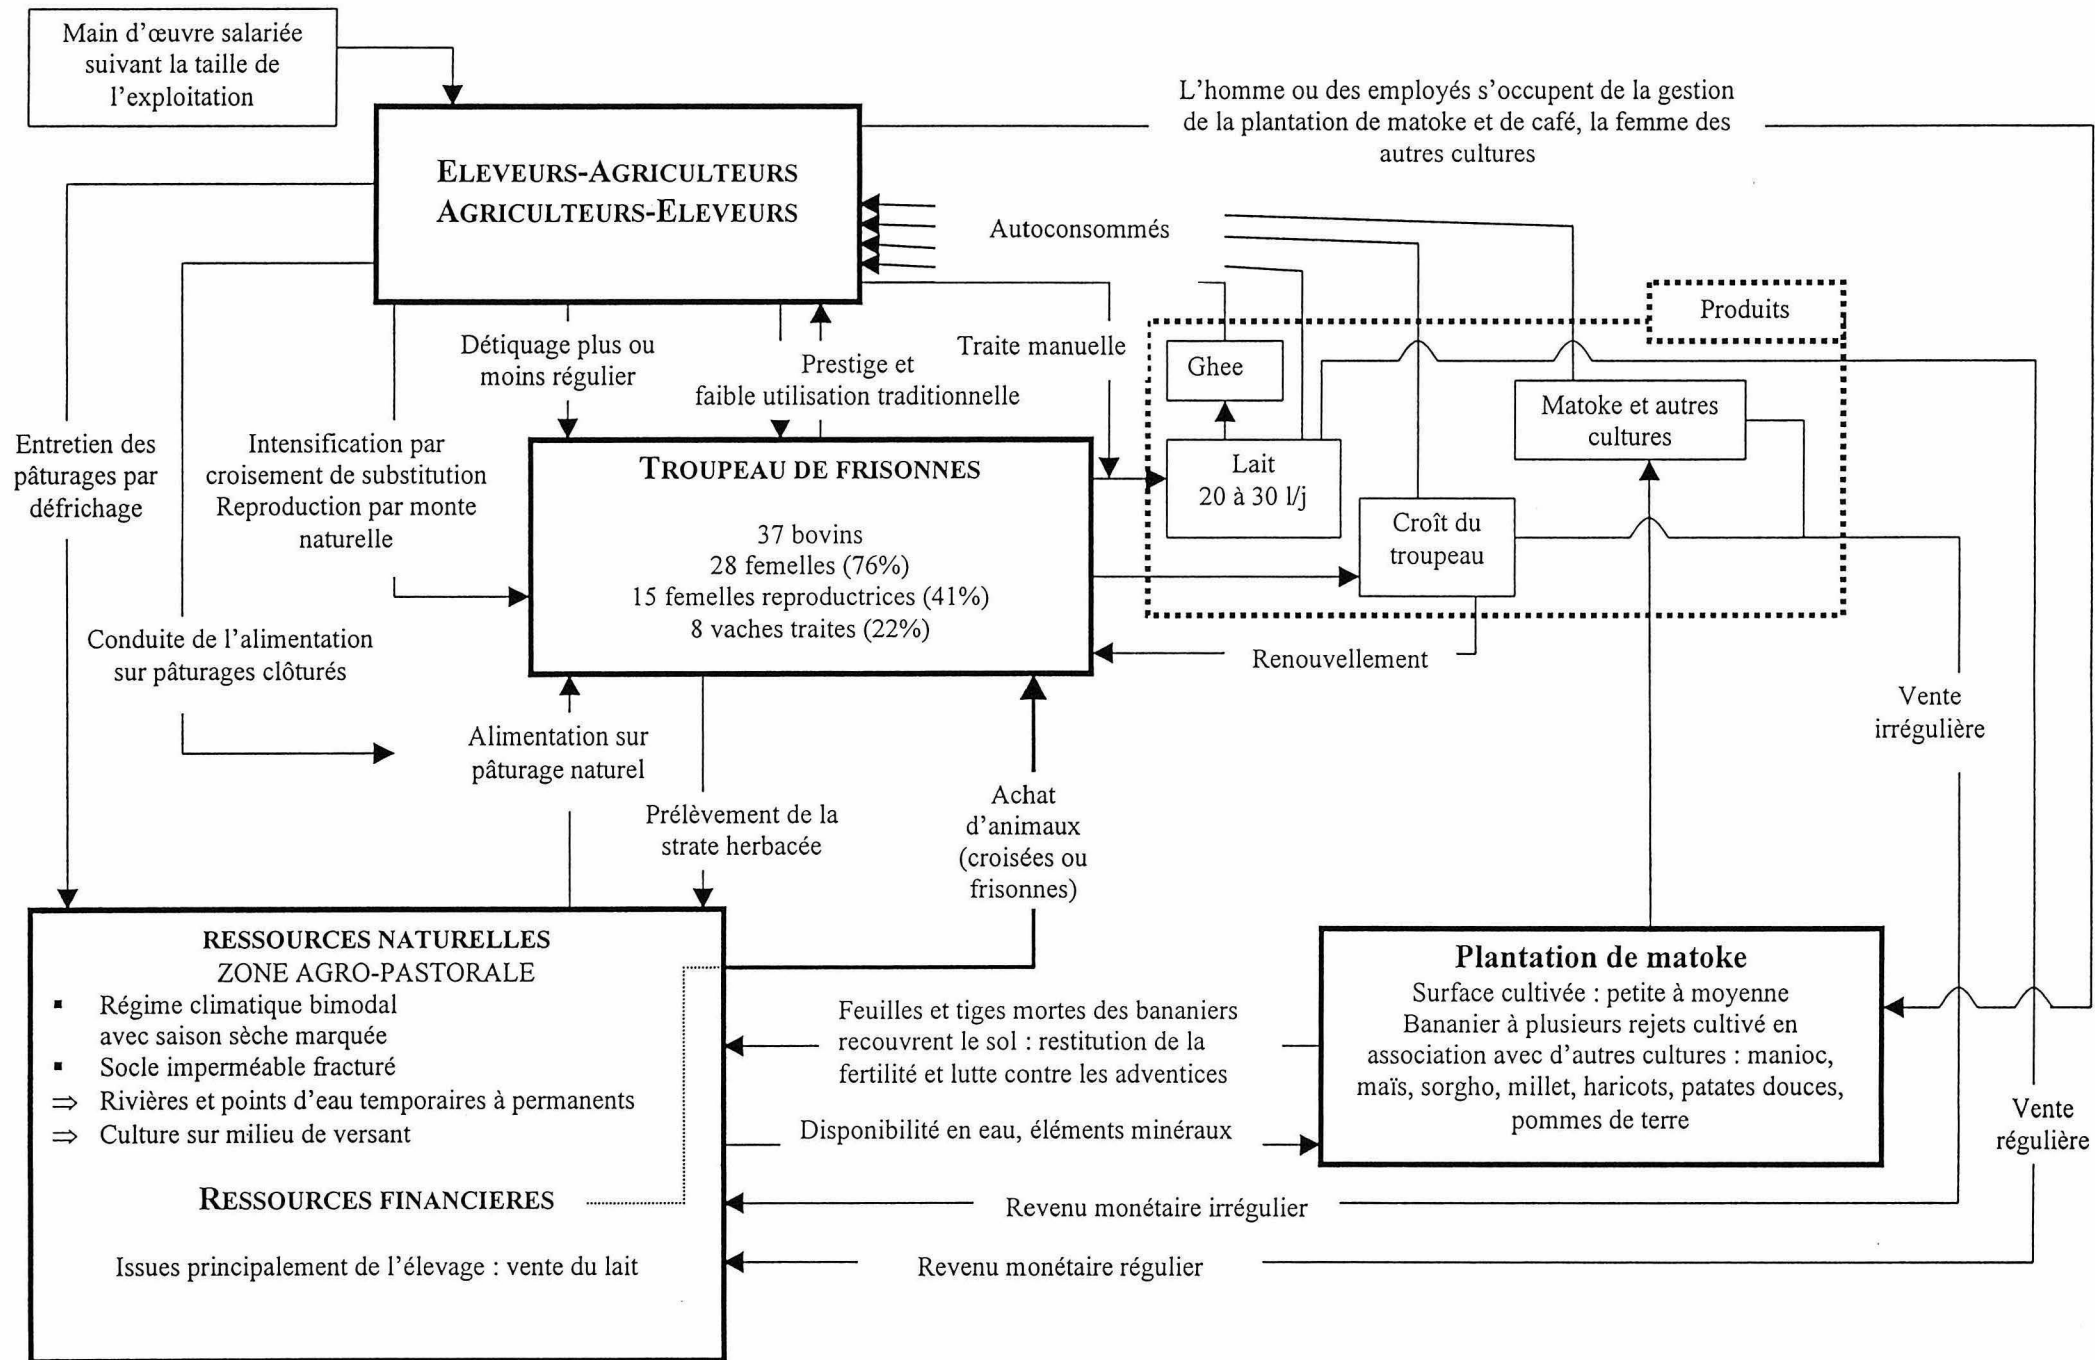 Main d'œuvre salariée
suivant la taille de
l'exploitation
L'homme ou des employés s'occupent de la gestion
de la plantation de matoke et de café, la femme des
autres cultures
ELEVEURS-AGRICULTEURS
AGRICULTEURS-ELEVEURS
Autoconsommés
Produits
Détiquage plus ou
moins régulier
Prestige et
faible utilisation traditionnelle
Traite manuelle
Ghee
Matoke et autres
cultures
Entretien des
pâturages par
défrichage
Intensification par
croisement de substitution
Reproduction par monte
naturelle
TROUPEAU DE FRISONNES
37 bovins
28 femelles (76%)
15 femelles reproductrices (41%)
8 vaches traites (22%)
Lait
20 à 30 l/j
Croît du
troupeau
Conduite de l'alimentation
sur pâturages clôturés
Renouvellement
Vente
irrégulière
Alimentation sur
pâturage naturel
Prélèvement de la
strate herbacée
Achat
d'animaux
(croisées ou
frisonnes)
RESSOURCES NATURELLES
ZONE AGRO-PASTORALE
▪ Régime climatique bimodal
avec saison sèche marquée
▪ Socle imperméable fracturé
⇒ Rivières et points d'eau temporaires à permanents
⇒ Culture sur milieu de versant
RESSOURCES FINANCIERES
Issues principalement de l'élevage : vente du lait
Feuilles et tiges mortes des bananiers
recouvrent le sol : restitution de la
fertilité et lutte contre les adventices
Disponibilité en eau, éléments minéraux
Revenu monétaire irrégulier
Revenu monétaire régulier
Plantation de matoke
Surface cultivée : petite à moyenne
Bananier à plusieurs rejets cultivé en
association avec d'autres cultures : manioc,
maïs, sorgho, millet, haricots, patates douces,
pommes de terre
Vente
régulière